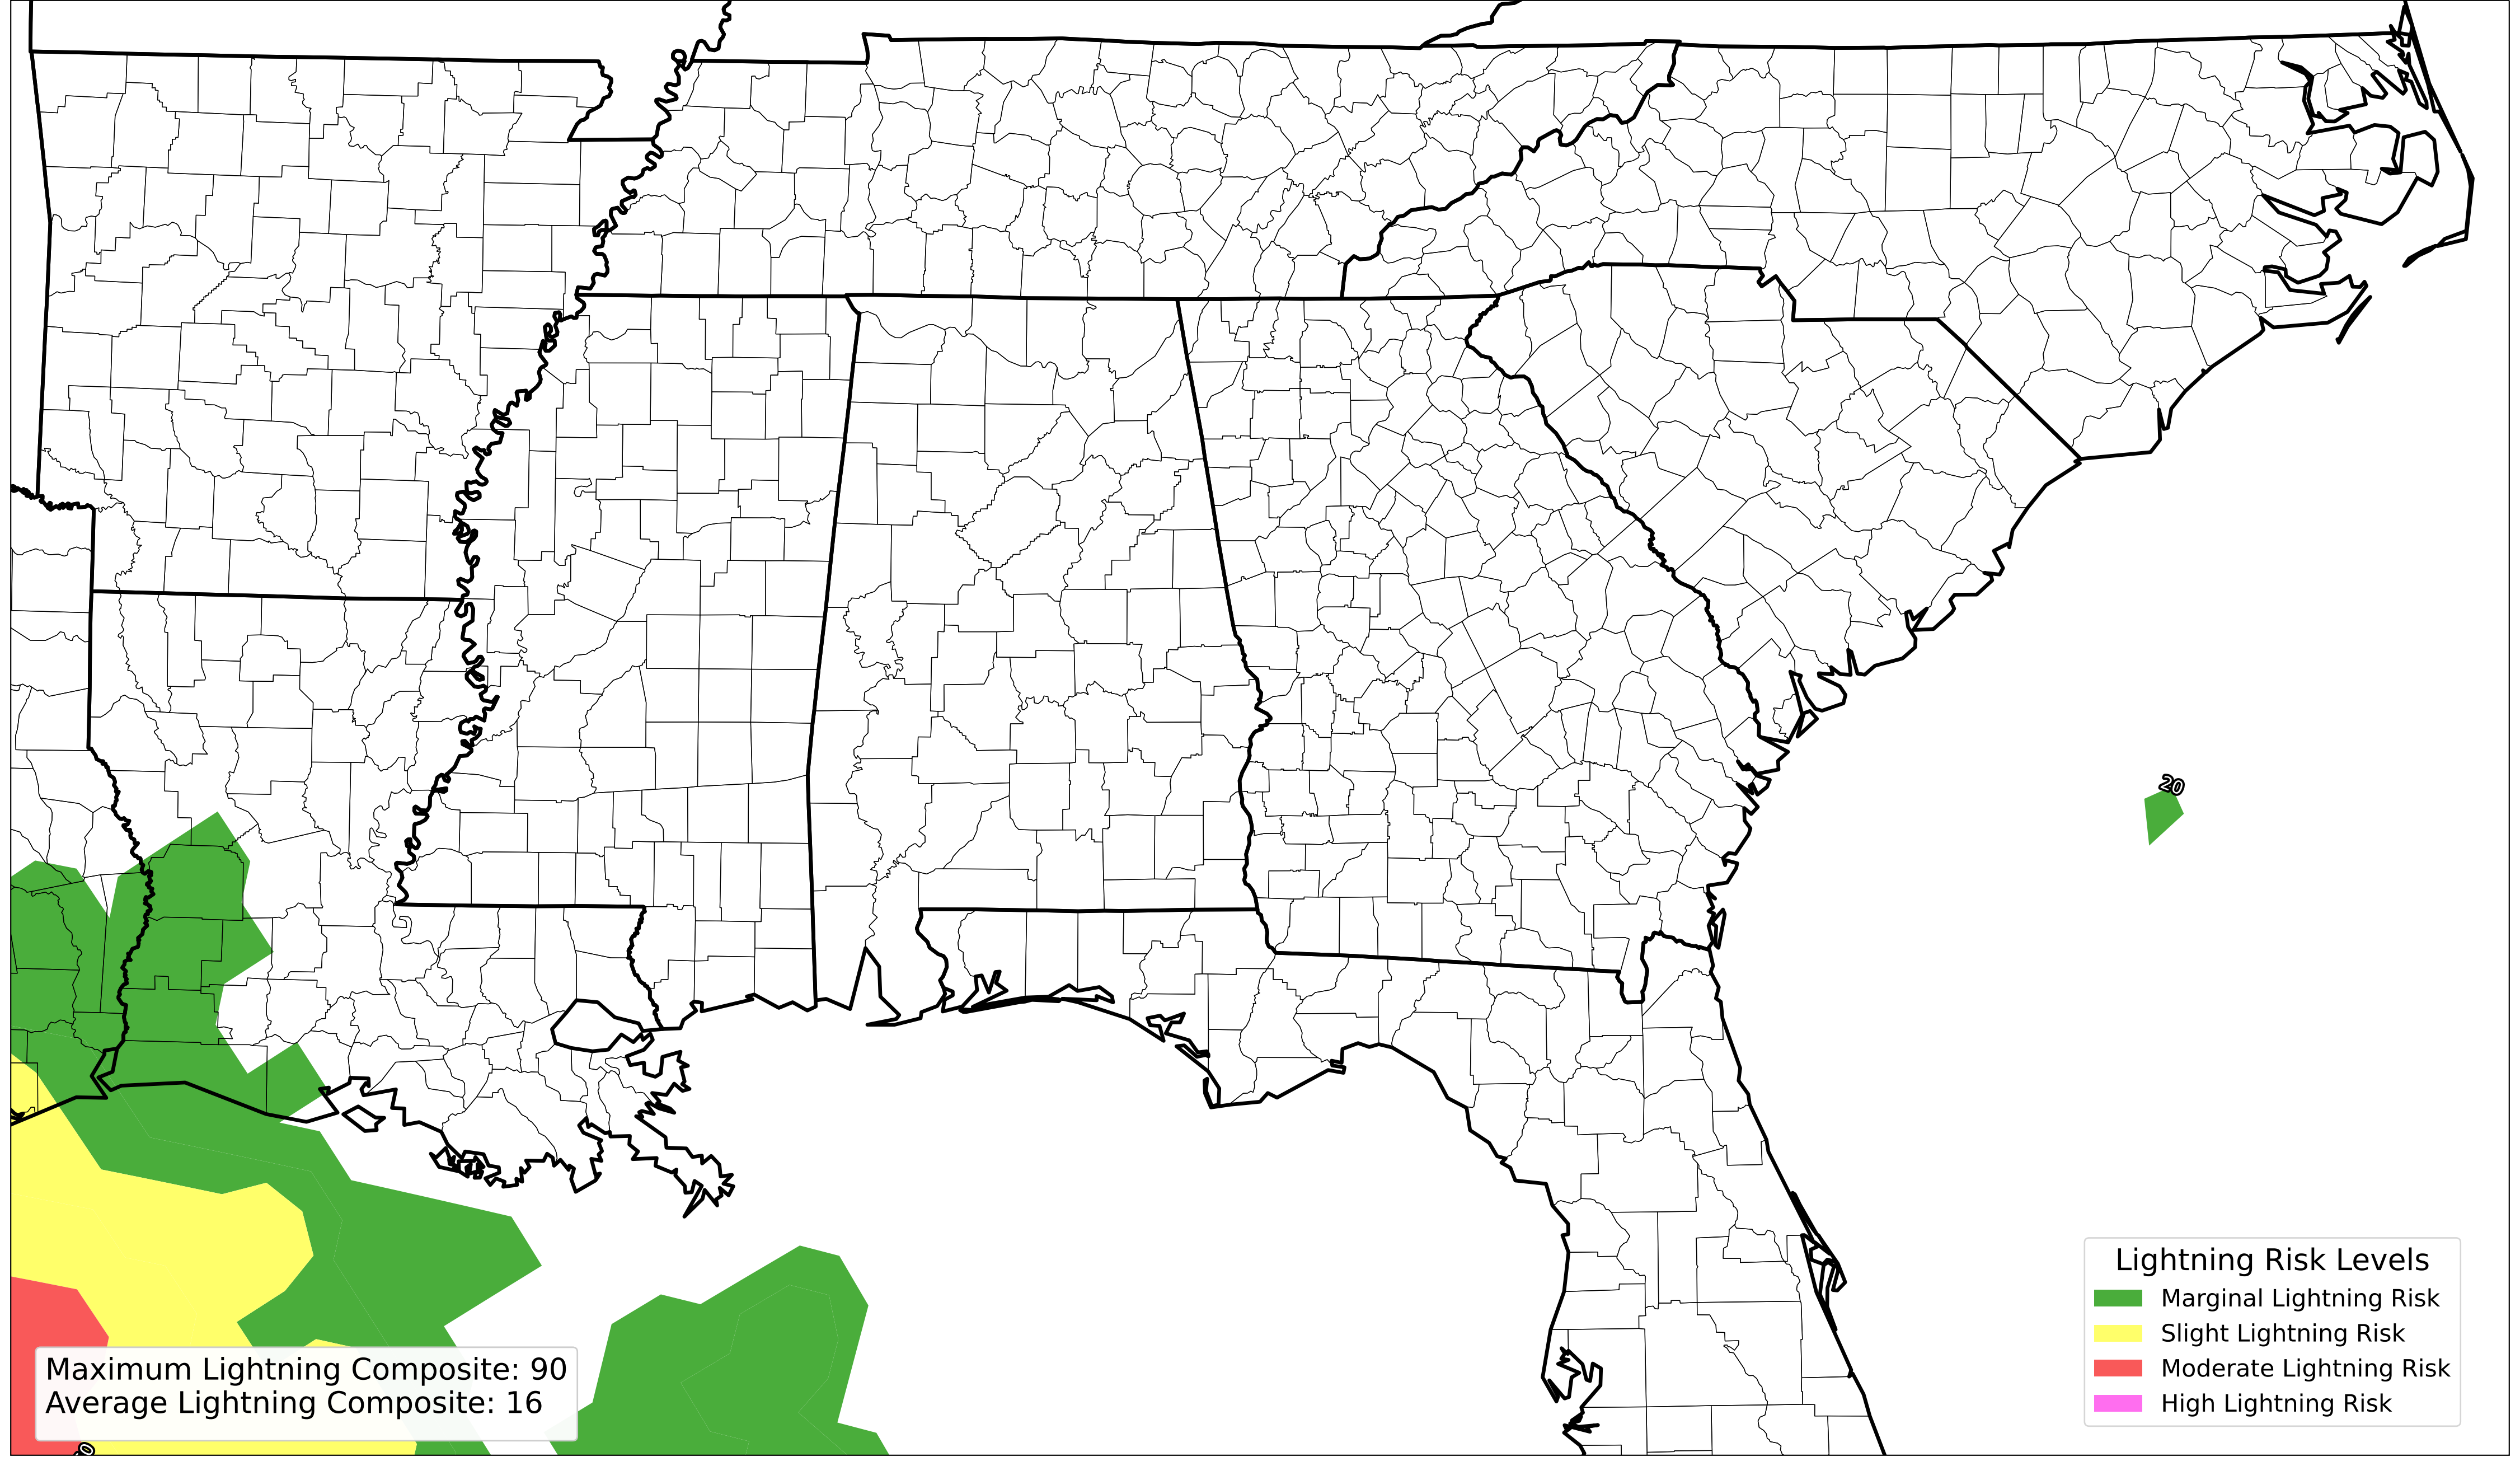 20
Lightning Risk Levels
Marginal Lightning Risk
Slight Lightning Risk
Moderate Lightning Risk
High Lightning Risk
Maximum Lightning Composite: 90
Average Lightning Composite: 16